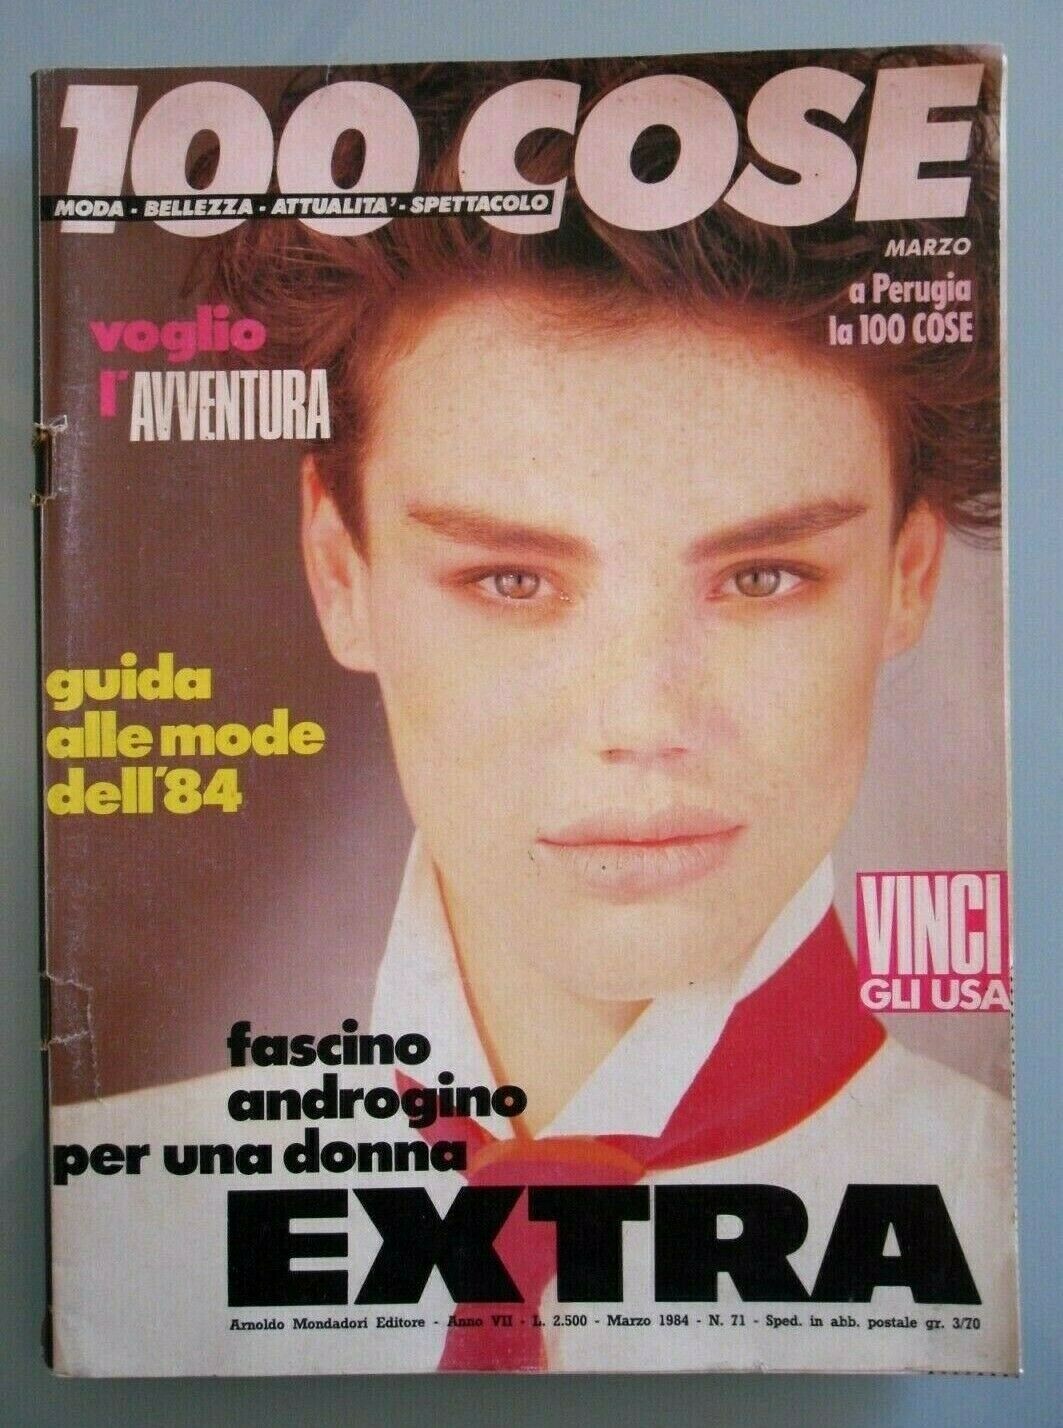 100 COSE
MODA - BELLEZZA - ATTUALITA' - SPETTACOLO
MARZO
a Perugia
la 100 COSE
voglio
l'AVVENTURA
guida
alle mode
dell'84
VINCI
GLI USA
fascino
androgino
per una donna
EXTRA
Arnoldo Mondadori Editore - Anno VII - L. 2.500 - Marzo 1984 - N. 71 - Sped. in abb. postale gr. 3/70